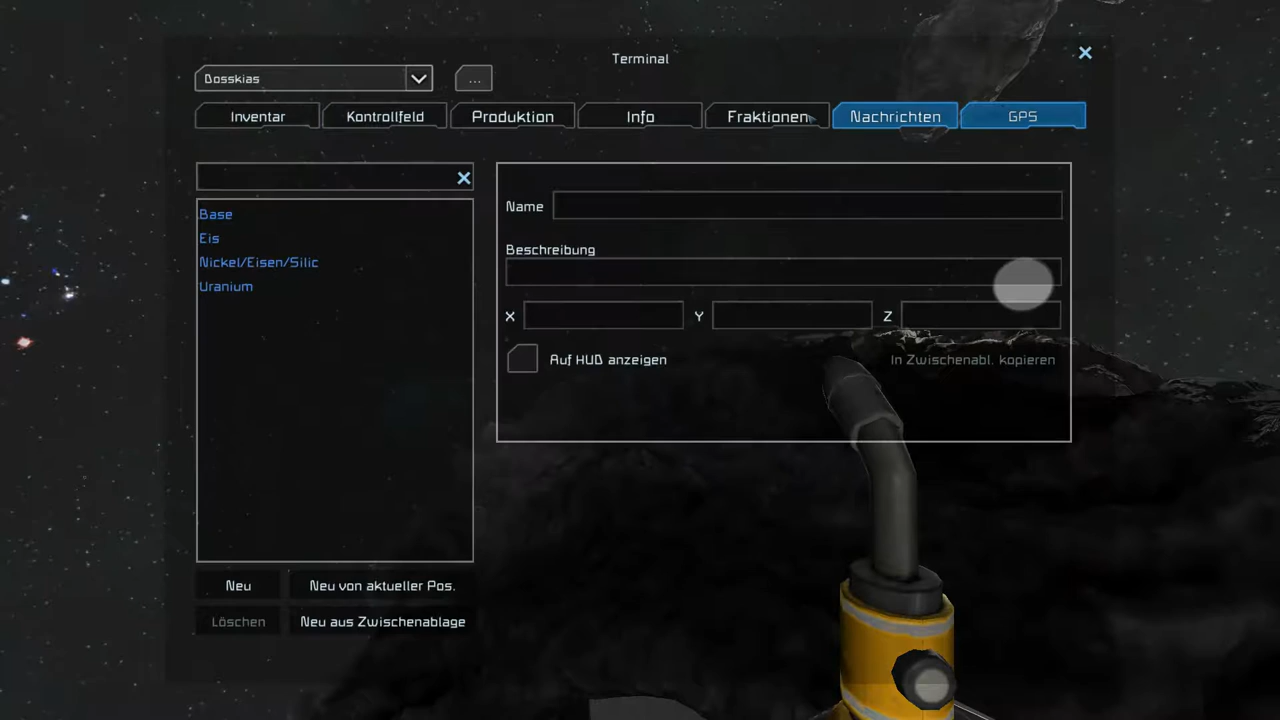 Terminal
Dosskias
...
Inventar Kontrollfeld Produktion Info Fraktionen Nachrichten GPS
Base
Eis
Nickel/Eisen/Silic
Uranium
Neu Neu von aktueller Pos.
Löschen Neu aus Zwischenablage
Name
Beschreibung
X Y Z
Auf HUD anzeigen In Zwischenabl. kopieren